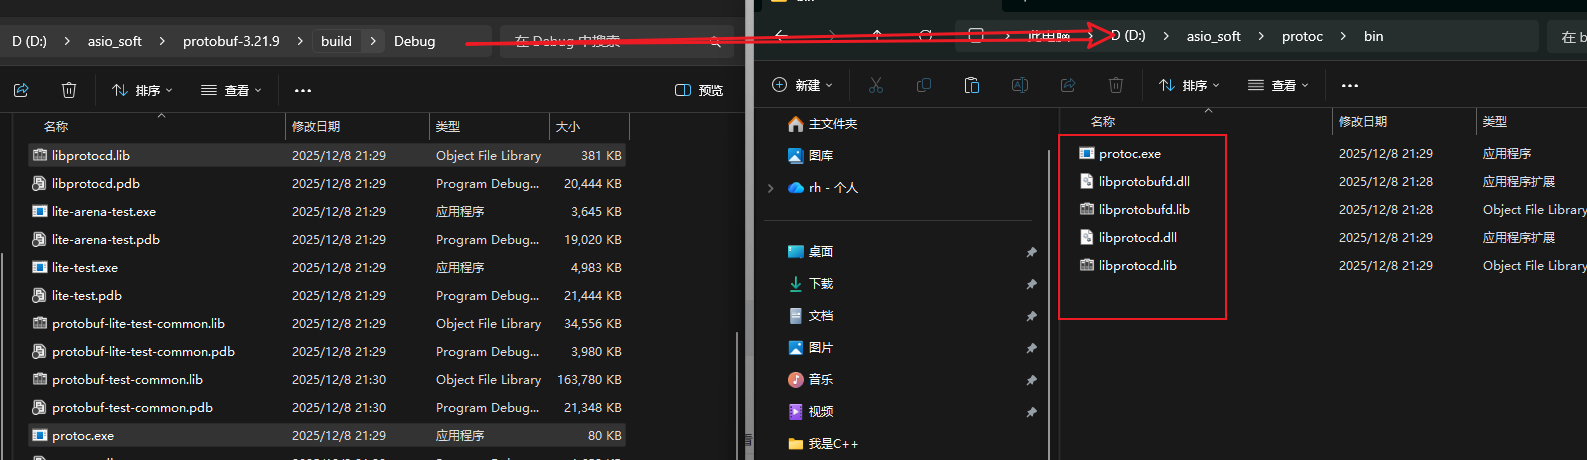 D (D:) > asio_soft > protobuf-3.21.9 > build > Debug
在 Debug 中搜索
排序 查看 ... 预览
名称 修改日期 类型 大小
libprotocd.lib 2025/12/8 21:29 Object File Library 381 KB
libprotocd.pdb 2025/12/8 21:29 Program Debug... 20,444 KB
lite-arena-test.exe 2025/12/8 21:29 应用程序 3,645 KB
lite-arena-test.pdb 2025/12/8 21:29 Program Debug... 19,020 KB
lite-test.exe 2025/12/8 21:29 应用程序 4,983 KB
lite-test.pdb 2025/12/8 21:29 Program Debug... 21,444 KB
protobuf-lite-test-common.lib 2025/12/8 21:29 Object File Library 34,556 KB
protobuf-lite-test-common.pdb 2025/12/8 21:29 Program Debug... 3,980 KB
protobuf-test-common.lib 2025/12/8 21:30 Object File Library 163,780 KB
protobuf-test-common.pdb 2025/12/8 21:30 Program Debug... 21,348 KB
protoc.exe 2025/12/8 21:29 应用程序 80 KB
此电脑 > D (D:) > asio_soft > protoc > bin
在 b
新建 排序 查看 ...
主文件夹
图库
rh - 个人
桌面
下载
文档
图片
音乐
视频
我是C++
名称 修改日期 类型
protoc.exe 2025/12/8 21:29 应用程序
libprotobufd.dll 2025/12/8 21:28 应用程序扩展
libprotobufd.lib 2025/12/8 21:28 Object File Library
libprotocd.dll 2025/12/8 21:29 应用程序扩展
libprotocd.lib 2025/12/8 21:29 Object File Library